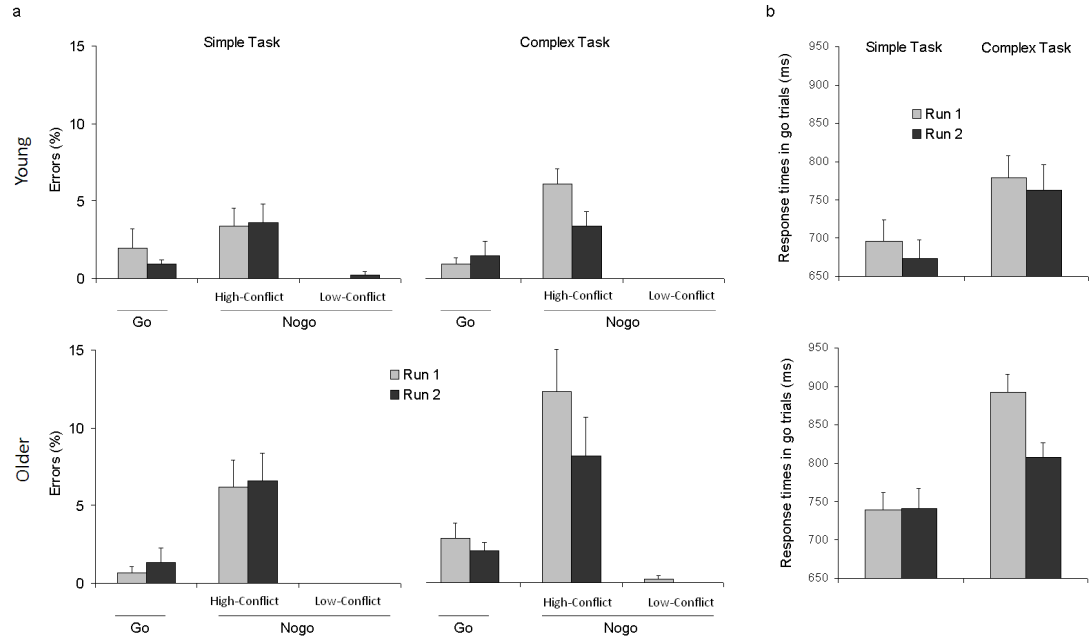 a
Simple Task
Complex Task
Young
Errors (%)
15
10
5
0
High-Conflict
Low-Conflict
High-Conflict
Low-Conflict
Go
Nogo
Go
Nogo
Older
Errors (%)
15
10
5
0
Run 1
Run 2
High-Conflict
Low-Conflict
High-Conflict
Low-Conflict
Go
Nogo
Go
Nogo
b
Simple Task
Complex Task
Response times in go trials (ms)
950
900
850
800
750
700
650
Run 1
Run 2
Response times in go trials (ms)
950
900
850
800
750
700
650